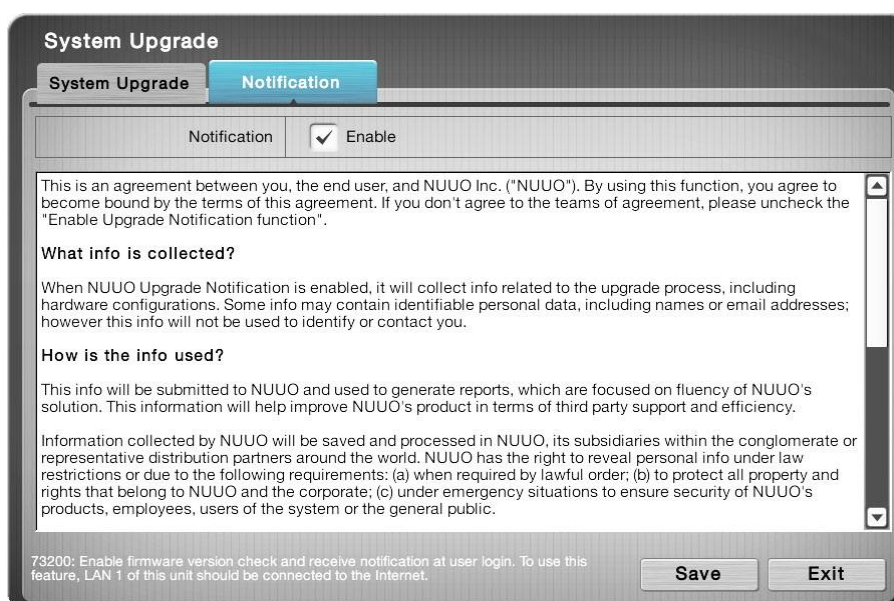 System Upgrade
System Upgrade
Notification
Notification
Enable
This is an agreement between you, the end user, and NUUO Inc. ("NUUO"). By using this function, you agree to
become bound by the terms of this agreement. If you don't agree to the teams of agreement, please uncheck the
"Enable Upgrade Notification function".
What info is collected?
When NUUO Upgrade Notification is enabled, it will collect info related to the upgrade process, including
hardware configurations. Some info may contain identifiable personal data, including names or email addresses;
however this info will not be used to identify or contact you.
How is the info used?
This info will be submitted to NUUO and used to generate reports, which are focused on fluency of NUUO's
solution. This information will help improve NUUO's product in terms of third party support and efficiency.
Information collected by NUUO will be saved and processed in NUUO, its subsidiaries within the conglomerate or
representative distribution partners around the world. NUUO has the right to reveal personal info under law
restrictions or due to the following requirements: (a) when required by lawful order; (b) to protect all property and
rights that belong to NUUO and the corporate; (c) under emergency situations to ensure security of NUUO's
products, employees, users of the system or the general public.
73200: Enable firmware version check and receive notification at user login. To use this
feature, LAN 1 of this unit should be connected to the Internet.
Save
Exit